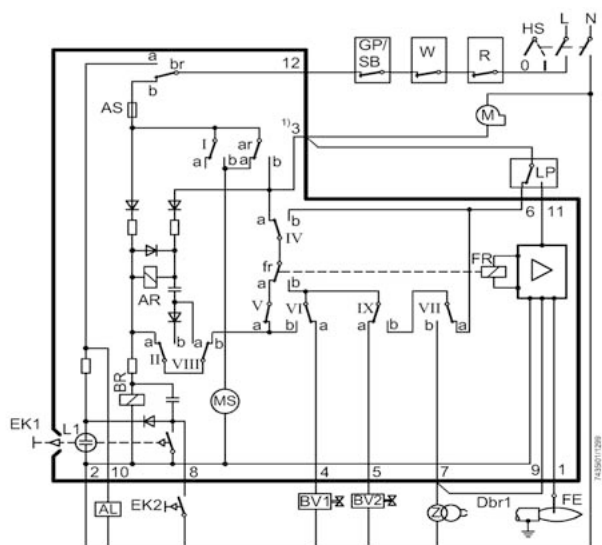 HS L N
GP/ SB W R
0 I
a br 12
b
AS
1) 3
M
I ar
a b a b
LP
6 11
a b
IV
fr FR
AR a b
V VI IX VII
b a b a a b a b a b a
II VIII
BR
MS
EK1 L1
2 10 8 4 5 7 9 1
AL EK2 BV1 BV2 Z Dbr1 FE
7435t01/1299